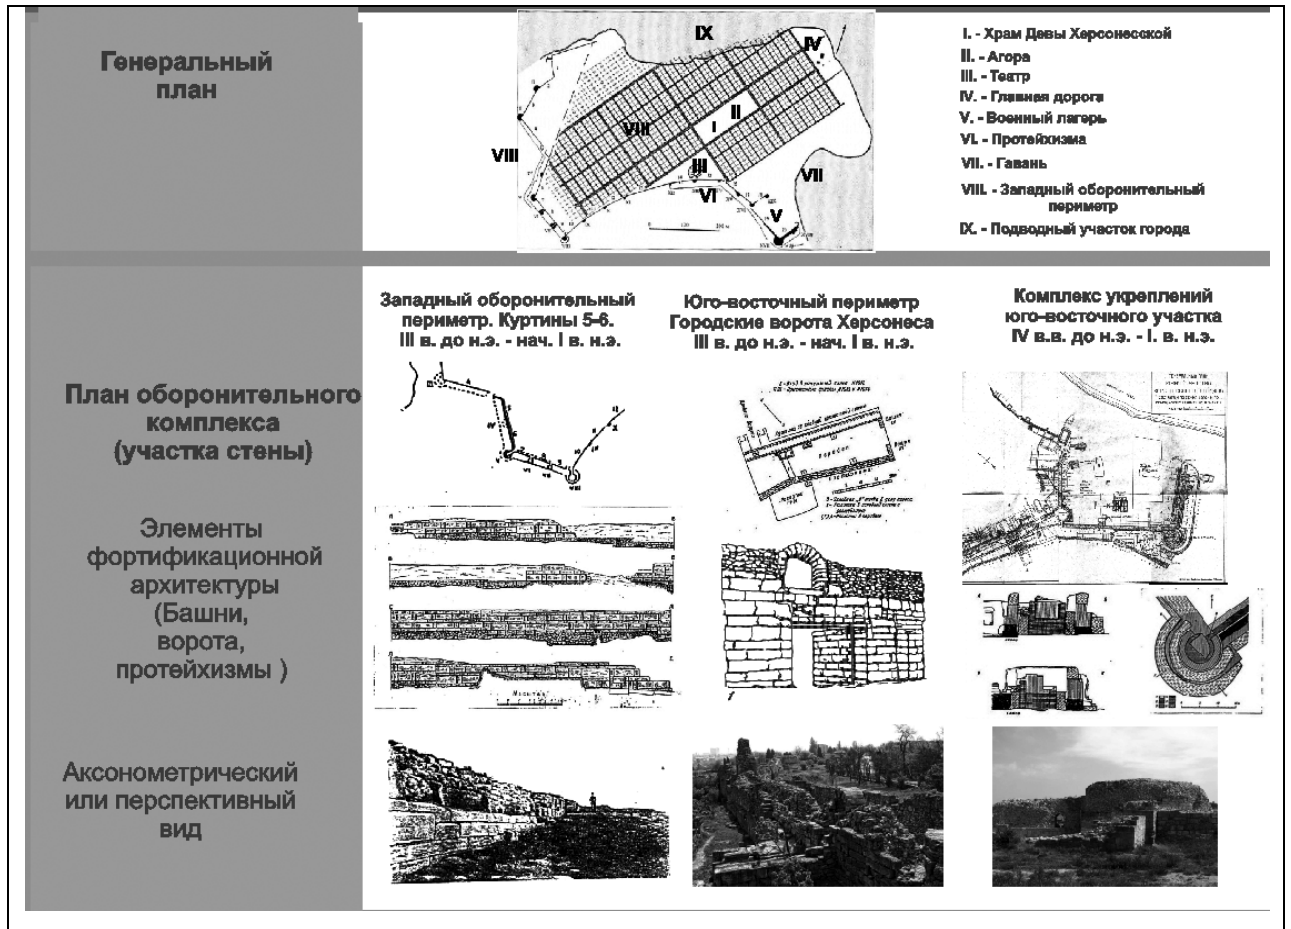 Генеральный
план
IX
IV
II
I
VIII
VIII
III
VII
VI
V
I. - Храм Девы Херсонесской
II. - Агора
III. - Театр
IV. - Главная дорога
V. - Военный лагерь
VI. - Протейхизма
VII. - Гавань
VIII. - Западный оборонительный
периметр
IX. - Подводный участок города
План оборонительного
комплекса
(участка стены)
Элементы
фортификационной
архитектуры
(Башни,
ворота,
протейхизмы )
Аксонометрический
или перспективный
вид
Западный оборонительный
периметр. Куртины 5-6.
III в. до н.э. - нач. I в. н.э.
Юго-восточный периметр
Городские ворота Херсонеса
III в. до н.э. - нач. I в. н.э.
Комплекс укреплений
юго-восточного участка
IV в.в. до н.э. - I. в. н.э.